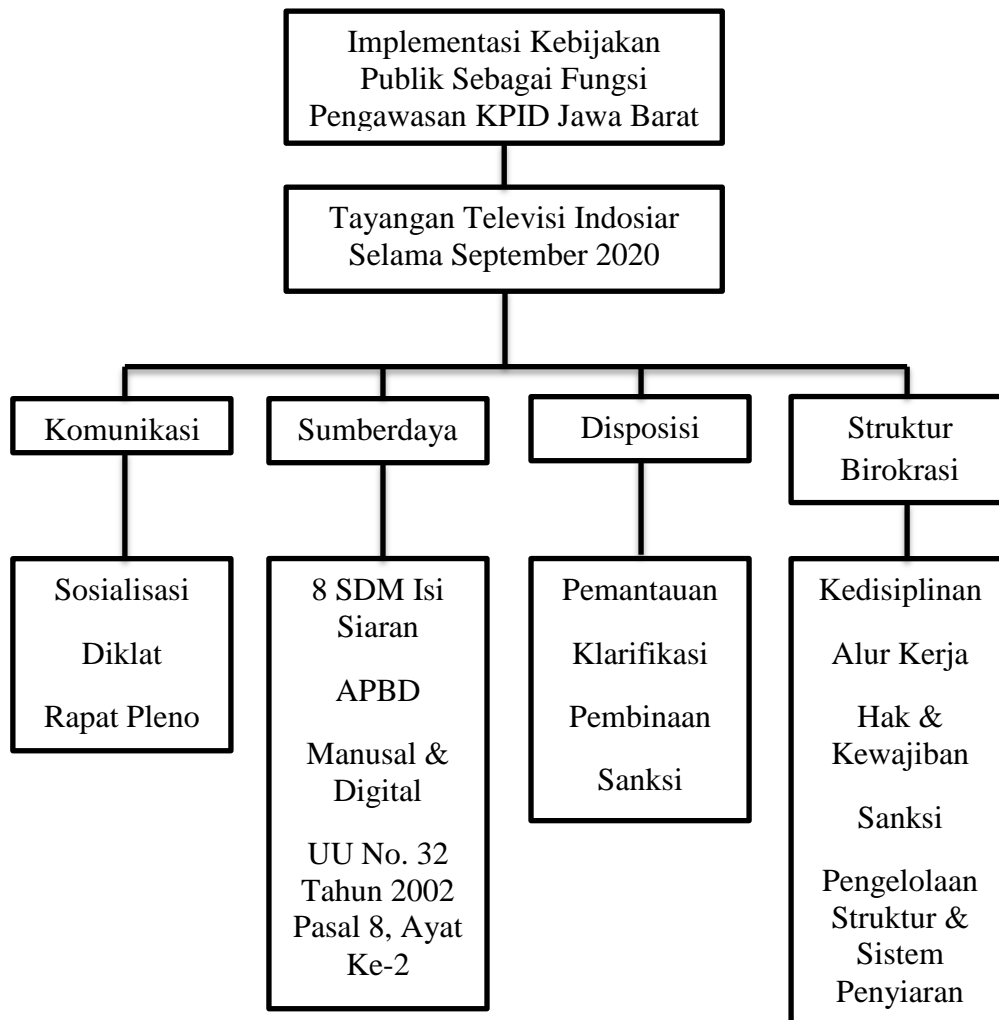 Implementasi Kebijakan
Publik Sebagai Fungsi
Pengawasan KPID Jawa Barat
Tayangan Televisi Indosiar
Selama September 2020
Komunikasi
Sumberdaya
Disposisi
Struktur
Birokrasi
Sosialisasi
Diklat
Rapat Pleno
8 SDM Isi
Siaran
APBD
Manusal &
Digital
UU No. 32
Tahun 2002
Pasal 8, Ayat
Ke-2
Pemantauan
Klarifikasi
Pembinaan
Sanksi
Kedisiplinan
Alur Kerja
Hak &
Kewajiban
Sanksi
Pengelolaan
Struktur &
Sistem
Penyiaran